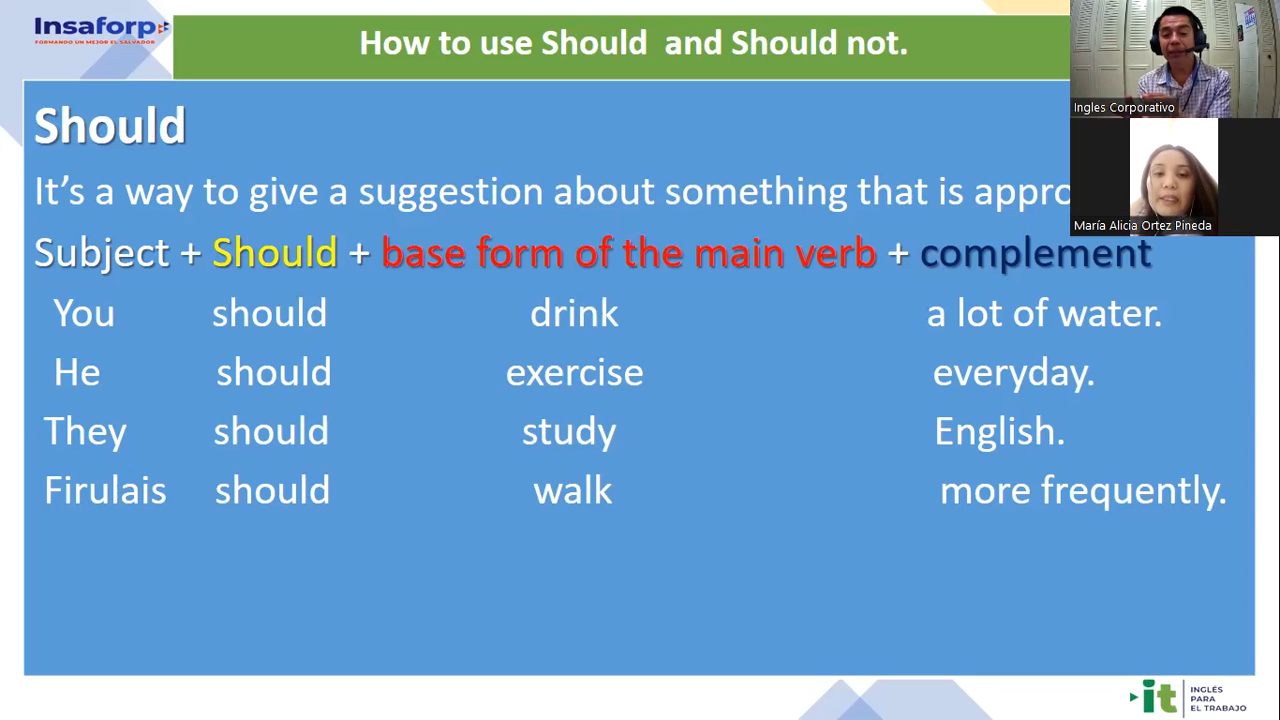 Insaforp
FORMANDO UN MEJOR EL SALVADOR
How to use Should and Should not.
Ingles Corporativo
María Alicia Ortez Pineda
Should
It's a way to give a suggestion about something that is
Subject + Should + base form of the main verb + complement
You should drink a lot of water.
He should exercise everyday.
They should study English.
Firulais should walk more frequently.
it INGLÉS
PARA
EL TRABAJO